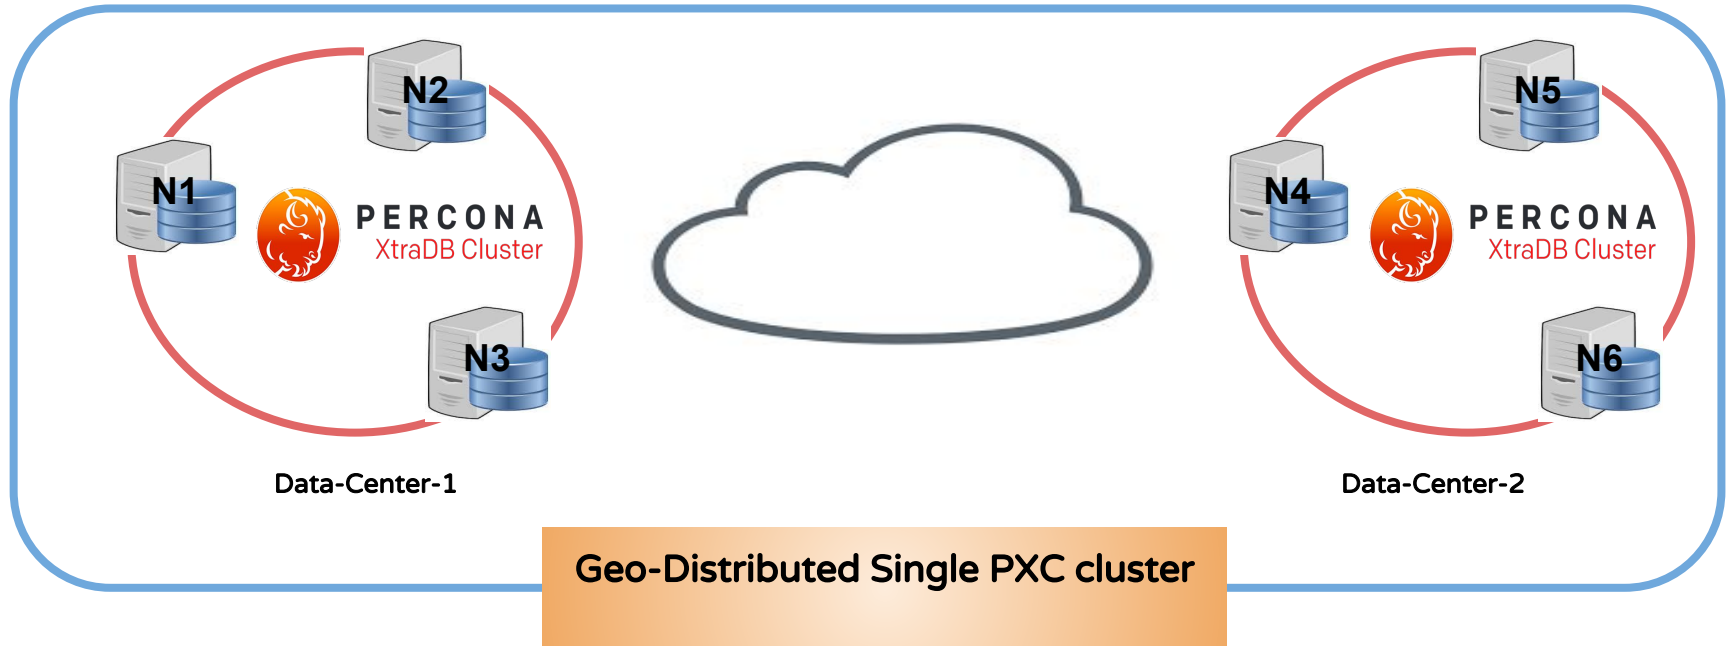 N2
N1
PERCONA
XtraDB Cluster
N3
Data-Center-1
N5
N4
PERCONA
XtraDB Cluster
N6
Data-Center-2
Geo-Distributed Single PXC cluster